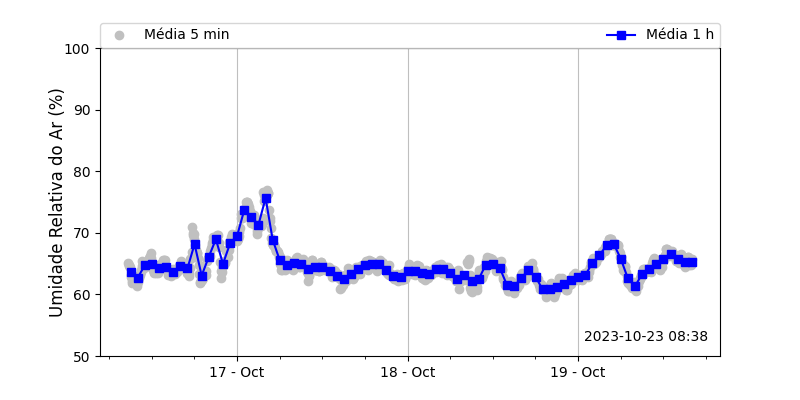 Média 5 min Média 1 h
Umidade Relativa do Ar (%)
100
90
80
70
60
50
2023-10-23 08:38
17 - Oct 18 - Oct 19 - Oct